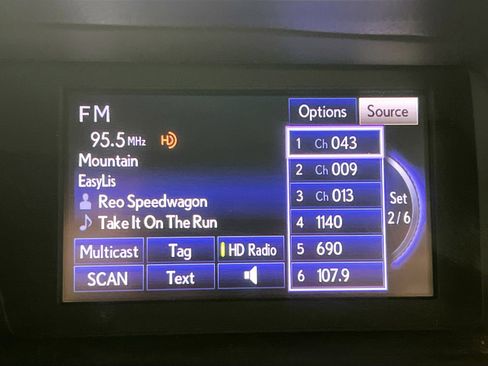 FM
95.5 MHz HD
Mountain
EasyLis
Reo Speedwagon
Take It On The Run
Multicast Tag HD Radio
SCAN Text
Options Source
1 Ch 043
2 Ch 009
3 Ch 013
4 1140
5 690
6 107.9
Set
2/6